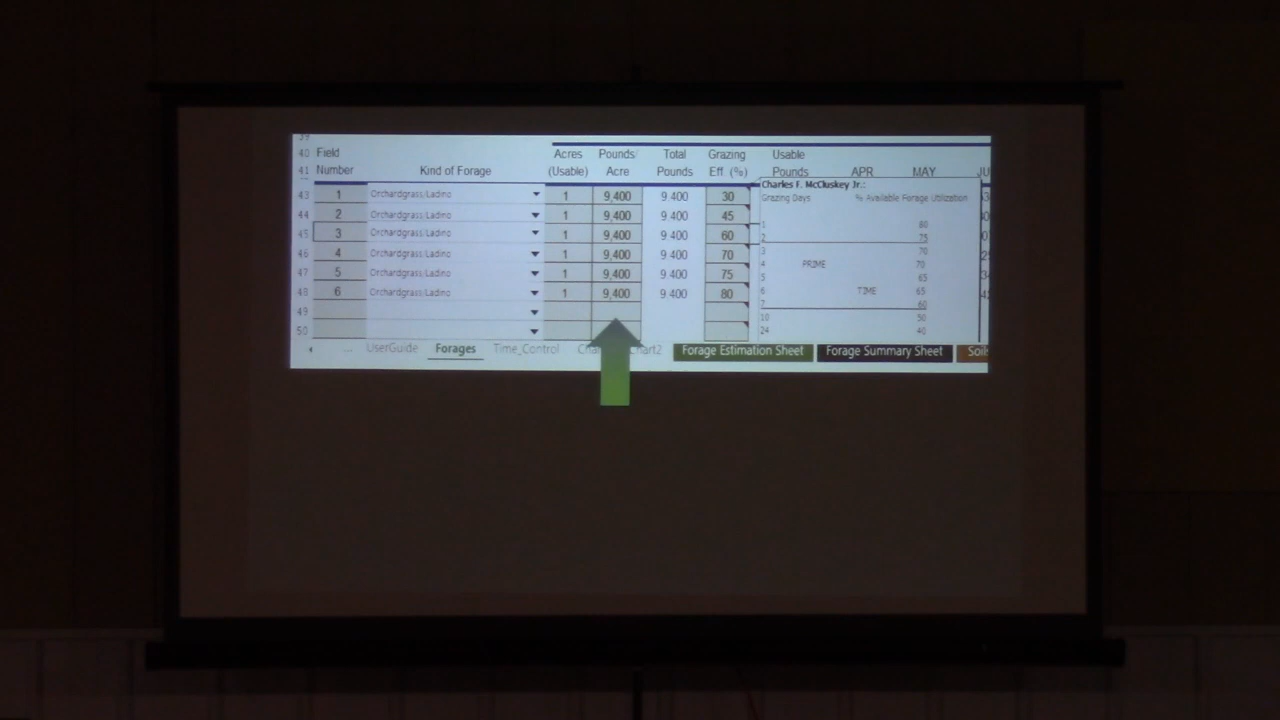 39
40 Field Acres Pounds/ Total Grazing Usable
41 Number Kind of Forage (Usable) Acre Pounds Eff (%) Pounds APR MAY JU
43 1 Orchardgrass/Ladino 1 9,400 9 400 30
44 2 Orchardgrass/Ladino 1 9,400 9 400 45
45 3 Orchardgrass/Ladino 1 9,400 9 400 60
46 4 Orchardgrass/Ladino 1 9,400 9 400 70
47 5 Orchardgrass/Ladino 1 9,400 9 400 75
48 6 Orchardgrass/Ladino 1 9,400 9 400 80
49
50
Charles F. McCluskey Jr.:
Grazing Days % Available Forage Utilization
1 80
2 75
3 70
4 PRIME 70
5 65
6 TIME 65
7 60
10 50
24 40
... UserGuide Forages Time_Control Chart2 Forage Estimation Sheet Forage Summary Sheet Soil